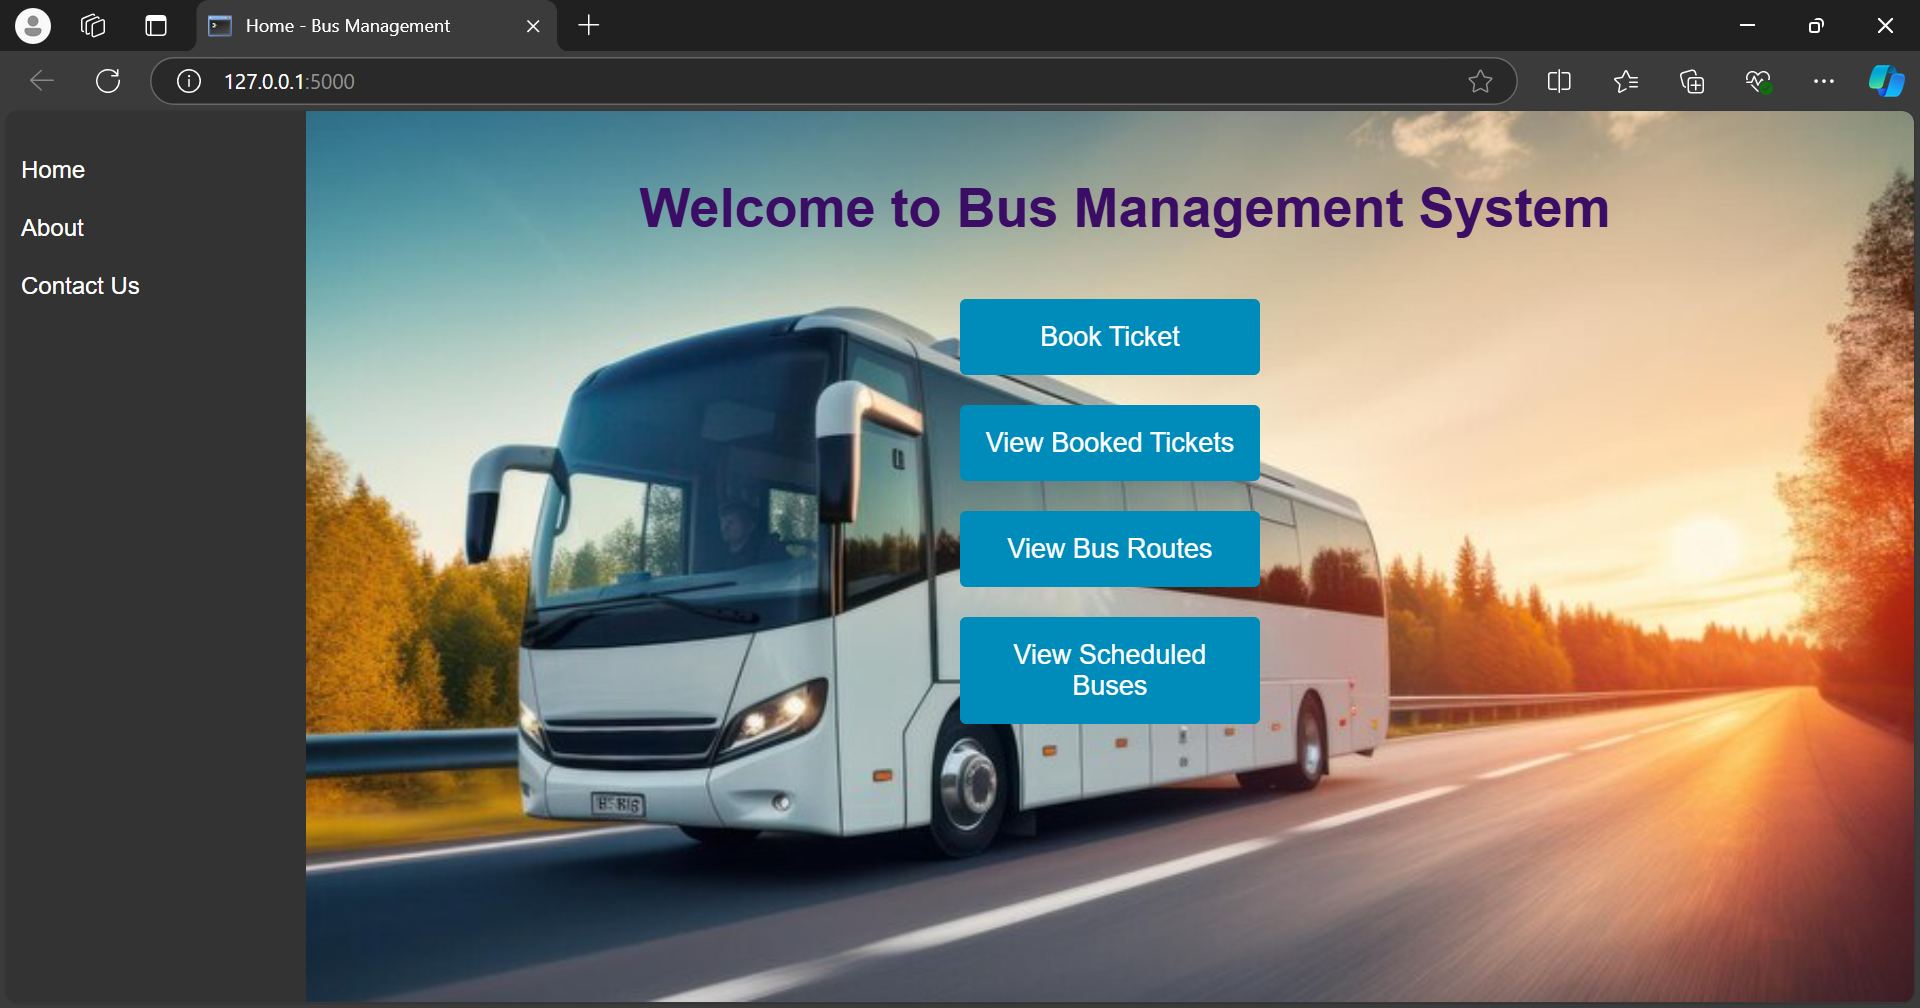 Home - Bus Management
127.0.0.1:5000
Home
About
Contact Us
Welcome to Bus Management System
Book Ticket
View Booked Tickets
View Bus Routes
View Scheduled
Buses